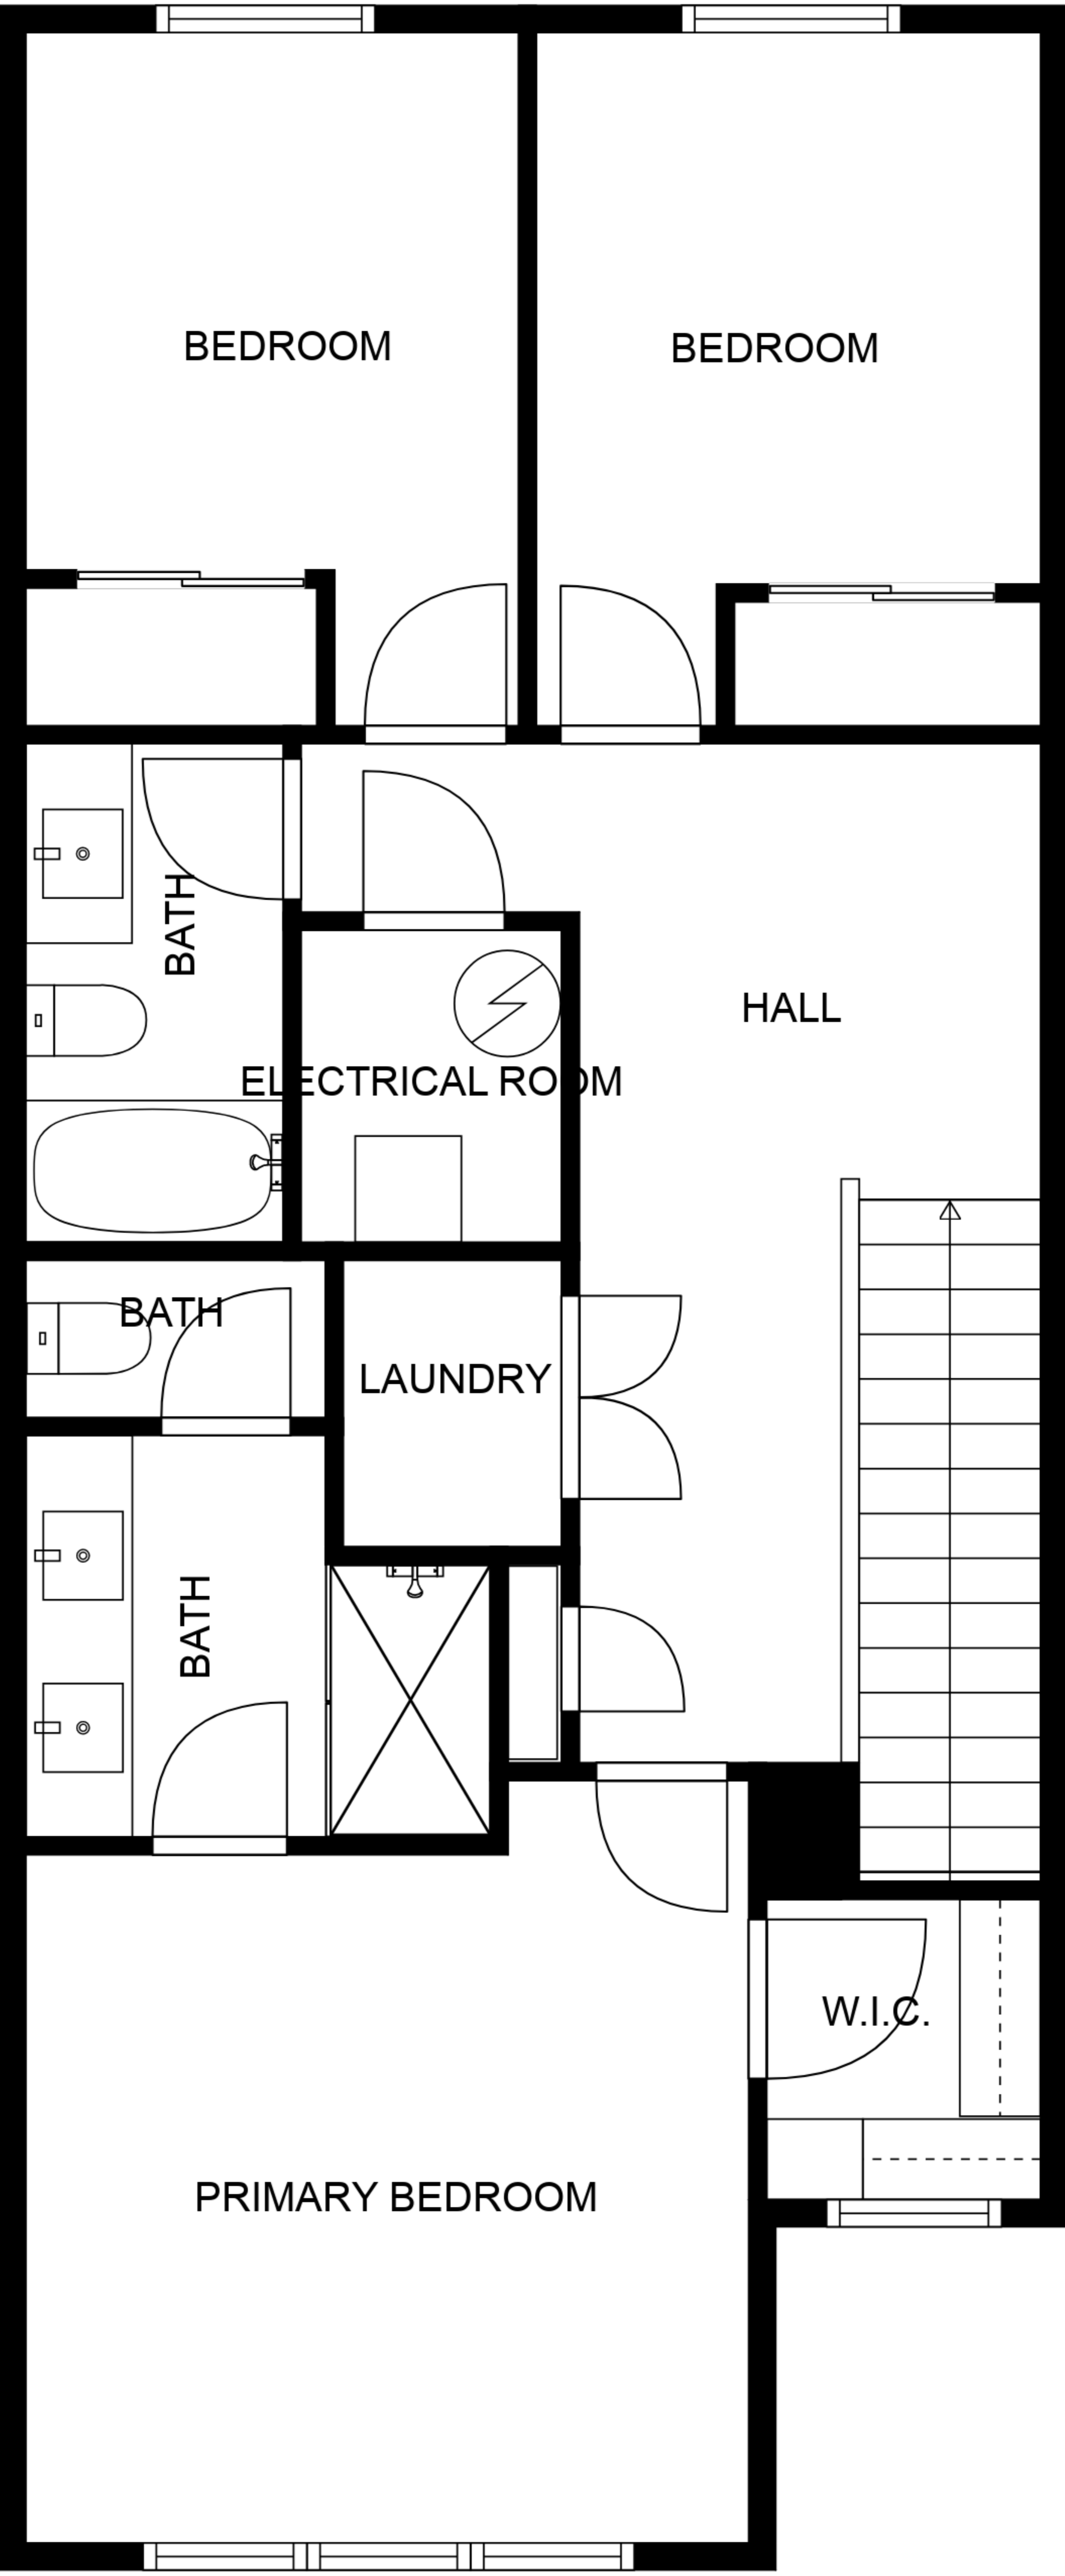 BEDROOM
BEDROOM
BATH
HALL
ELECTRICAL ROOM
BATH
LAUNDRY
BATH
W.I.C.
PRIMARY BEDROOM